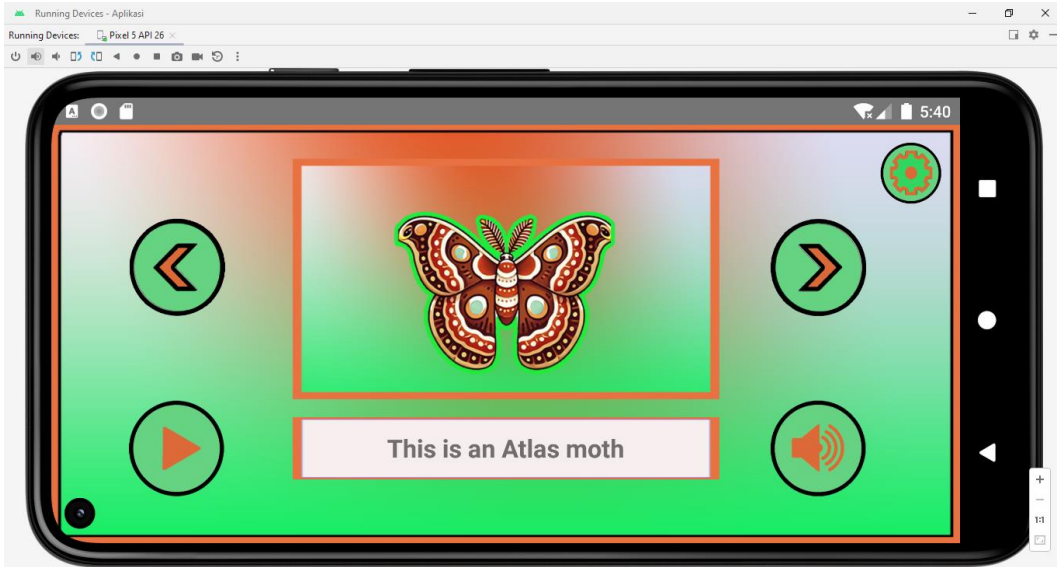 Running Devices - Aplikasi
Running Devices: Pixel 5 API 26
A 5:40
This is an Atlas moth
1:1